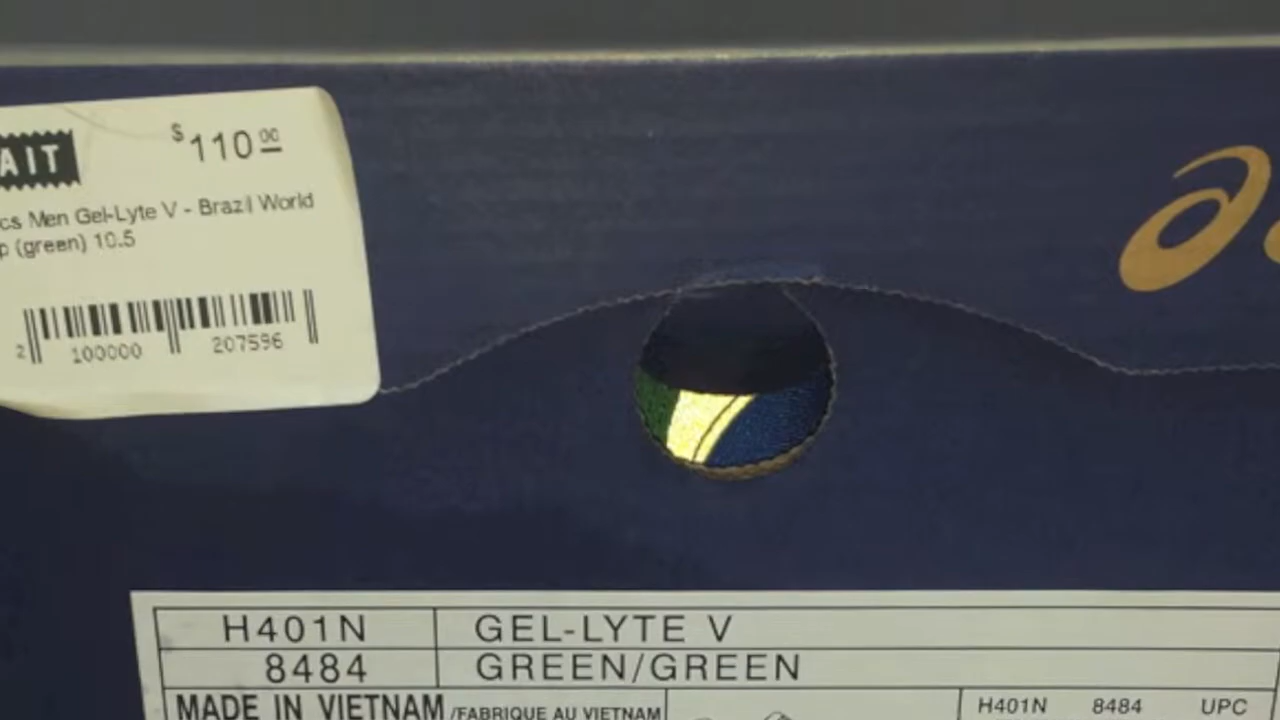 AIT
$110.00
cs Men Gel-Lyte V - Brazil World
p (green) 10.5
2 100000 207596
a
H401N GEL-LYTE V
8484 GREEN/GREEN
MADE IN VIETNAM /FABRIQUE AU VIETNAM
H401N 8484 UPC